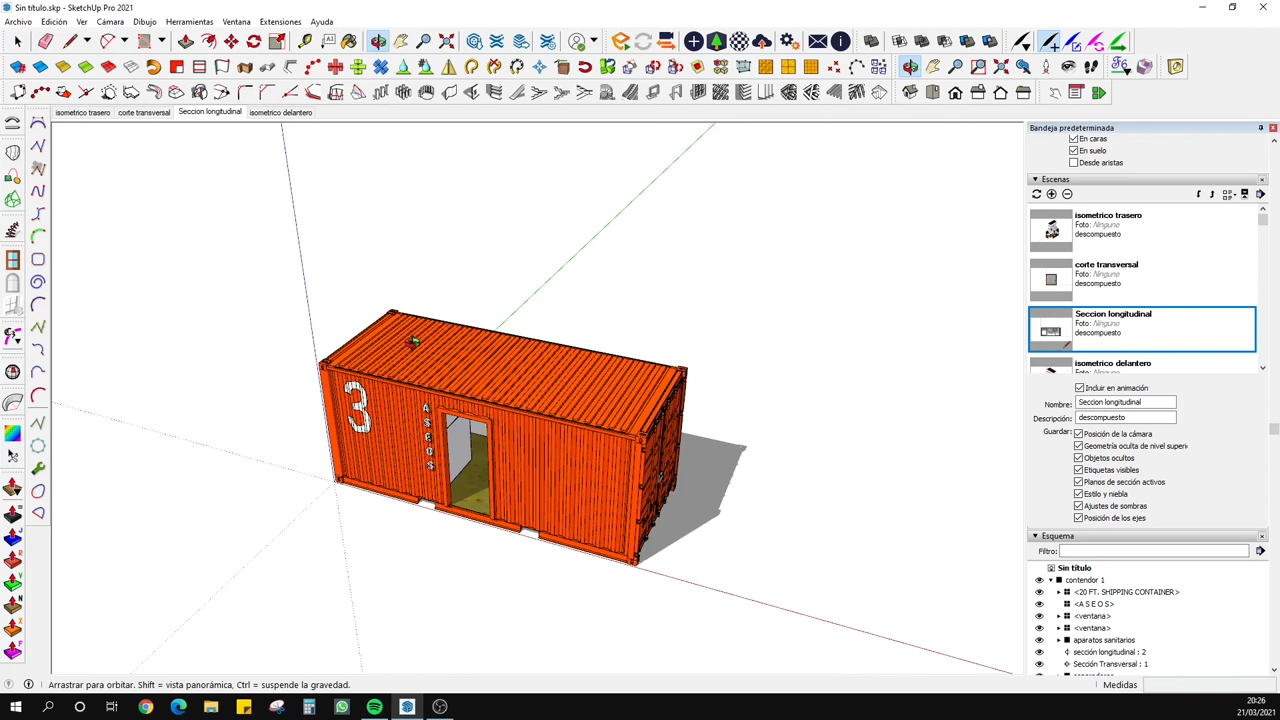 Sin título.skp - SketchUp Pro 2021
Archivo Edición Ver Cámara Dibujo Herramientas Ventana Extensiones Ayuda
isometrico trasero corte transversal Seccion longitudinal isometrico delantero
Bandeja predeterminada
En caras
En suelo
Desde aristas
Escenas
isometrico trasero
Foto: Ninguno
descompuesto
corte transversal
Foto: Ninguno
descompuesto
Seccion longitudinal
Foto: Ninguno
descompuesto
isometrico delantero
Foto: Ninguno
Incluir en animación
Nombre: Seccion longitudinal
Descripción: descompuesto
Guardar: Posición de la cámara
Geometría oculta de nivel superi
Objetos ocultos
Etiquetas visibles
Planos de sección activos
Estilo y niebla
Ajustes de sombras
Posición de los ejes
Esquema
Filtro:
Sin título
contendor 1
<20 FT. SHIPPING CONTAINER>
<A S E O S>
<ventana>
<ventana>
aparatos sanitarios
sección longitudinal : 2
Sección Transversal : 1
3
A
S
E
O
S
Arrastrar para orbitar. Shift = vista panorámica, Ctrl = suspende la gravedad.
Medidas
20:26
21/03/2021